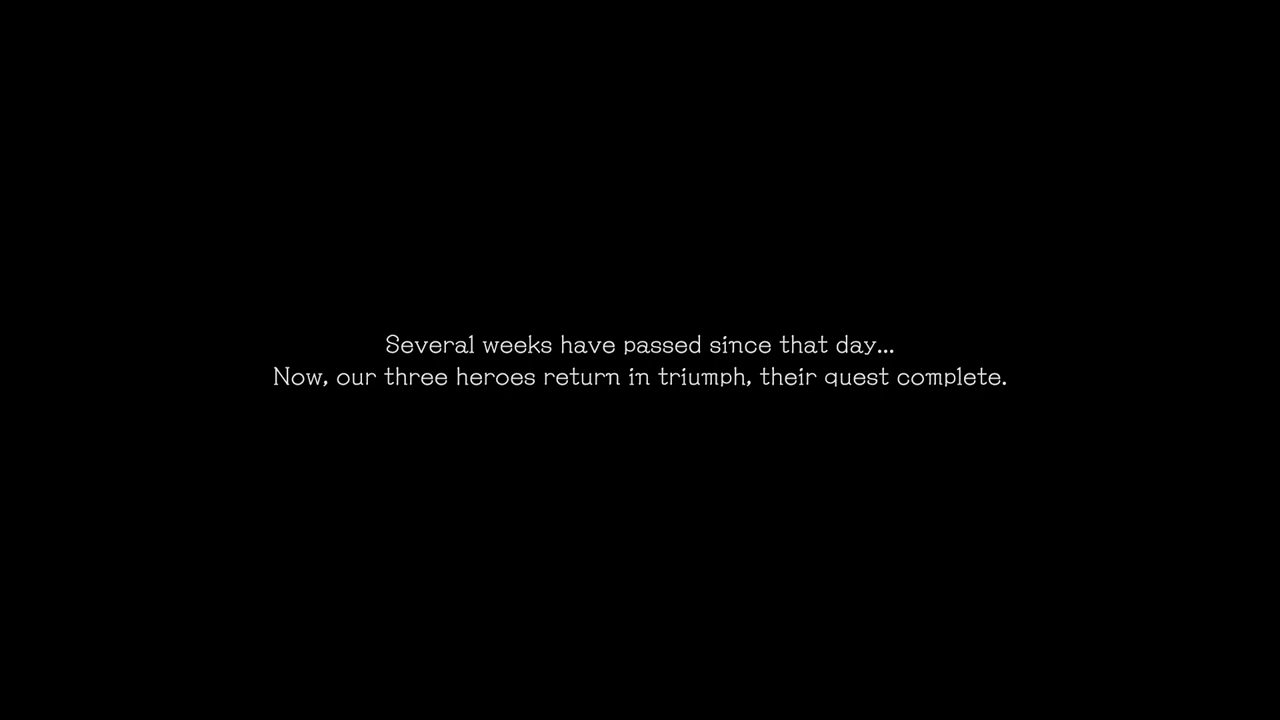 Several weeks have passed since that day...
Now, our three heroes return in triumph, their quest complete.